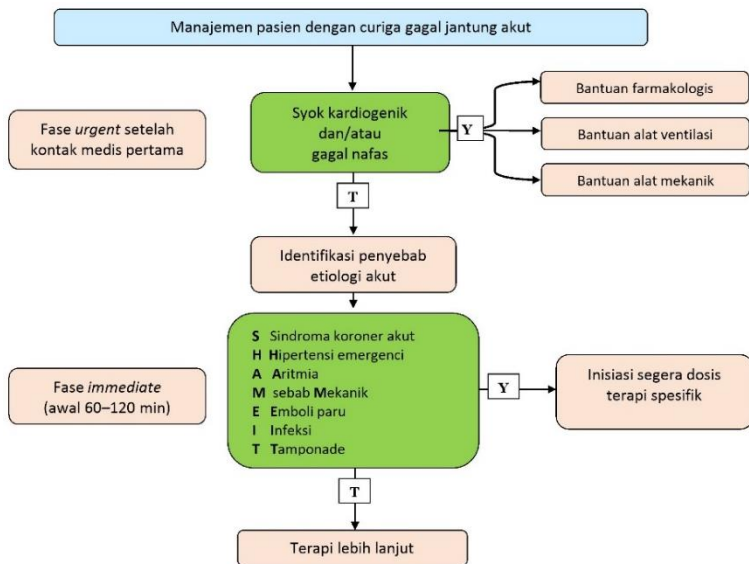 Manajemen pasien dengan curiga gagal jantung akut
Fase urgent setelah
kontak medis pertama
Syok kardiogenik
dan/atau
gagal nafas
Y
Bantuan farmakologis
Bantuan alat ventilasi
Bantuan alat mekanik
T
Identifikasi penyebab
etiologi akut
Fase immediate
(awal 60–120 min)
S Sindroma koroner akut
H Hipertensi emergenci
A Aritmia
M sebab Mekanik
E Emboli paru
I Infeksi
T Tamponade
Y
Inisiasi segera dosis
terapi spesifik
T
Terapi lebih lanjut